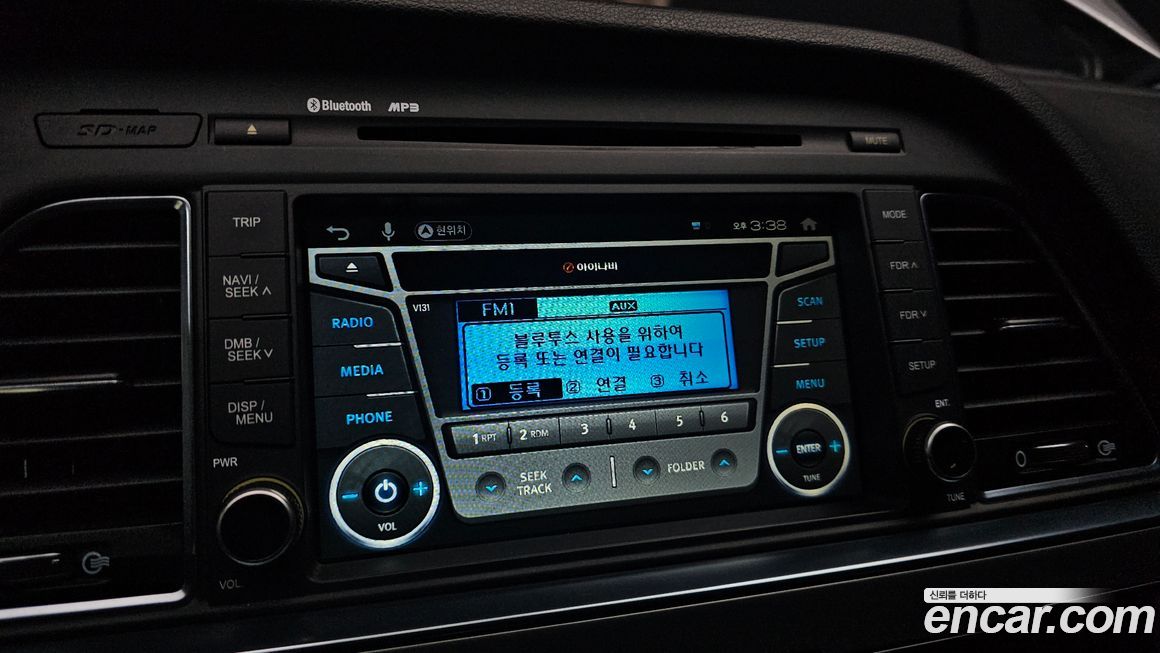 Bluetooth MP3
SD-MAP
MUTE
TRIP
NAVI /
SEEK ∧
DMB /
SEEK ∨
DISP /
MENU
PWR
VOL
현위치
오후 3:38
아이나비
V131
FM1 AUX
블루투스 사용을 위하여
등록 또는 연결이 필요합니다
① 등록 ② 연결 ③ 취소
RADIO
MEDIA
PHONE
VOL
1 RPT 2 RDM 3 4 5 6
SEEK
TRACK
FOLDER
SCAN
SETUP
MENU
ENTER
TUNE
MODE
FDR ∧
FDR ∨
SETUP
ENT.
TUNE
0
신뢰를 더하다
encar.com